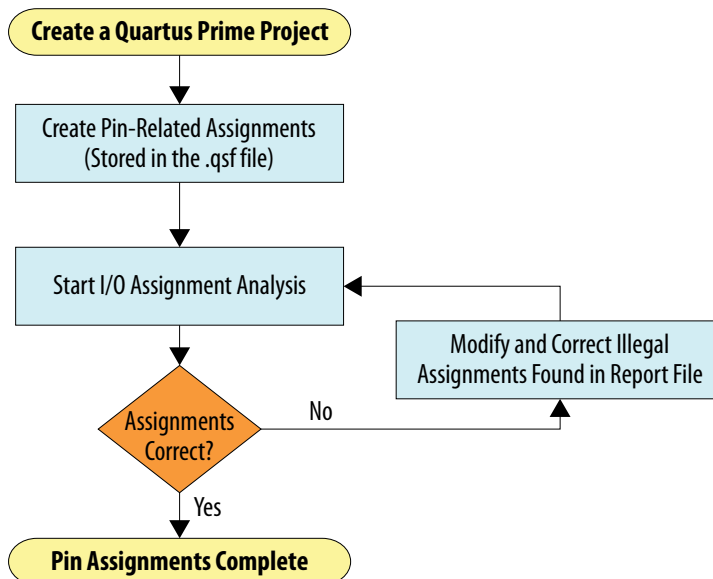 Create a Quartus Prime Project
Create Pin-Related Assignments
(Stored in the .qsf file)
Start I/O Assignment Analysis
Modify and Correct Illegal
Assignments Found in Report File
Assignments
Correct?
No
Yes
Pin Assignments Complete